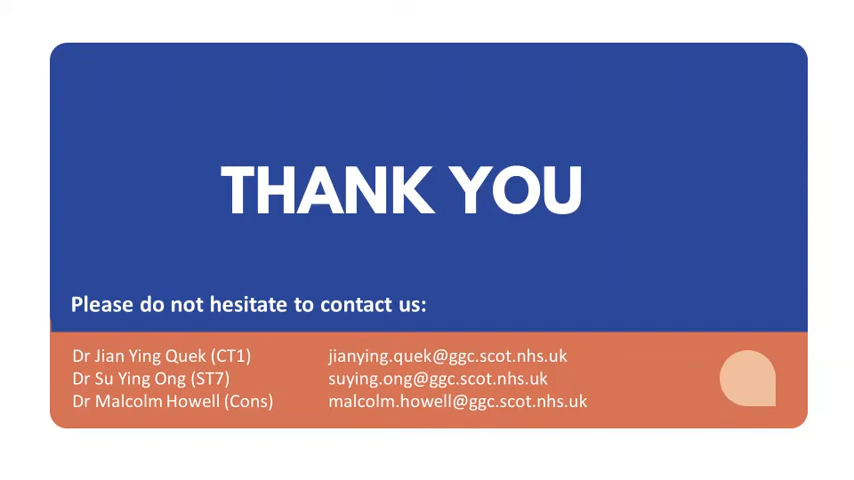 THANK YOU
Please do not hesitate to contact us:
Dr Jian Ying Quek (CT1) jianying.quek@ggc.scot.nhs.uk
Dr Su Ying Ong (ST7) suying.ong@ggc.scot.nhs.uk
Dr Malcolm Howell (Cons) malcolm.howell@ggc.scot.nhs.uk